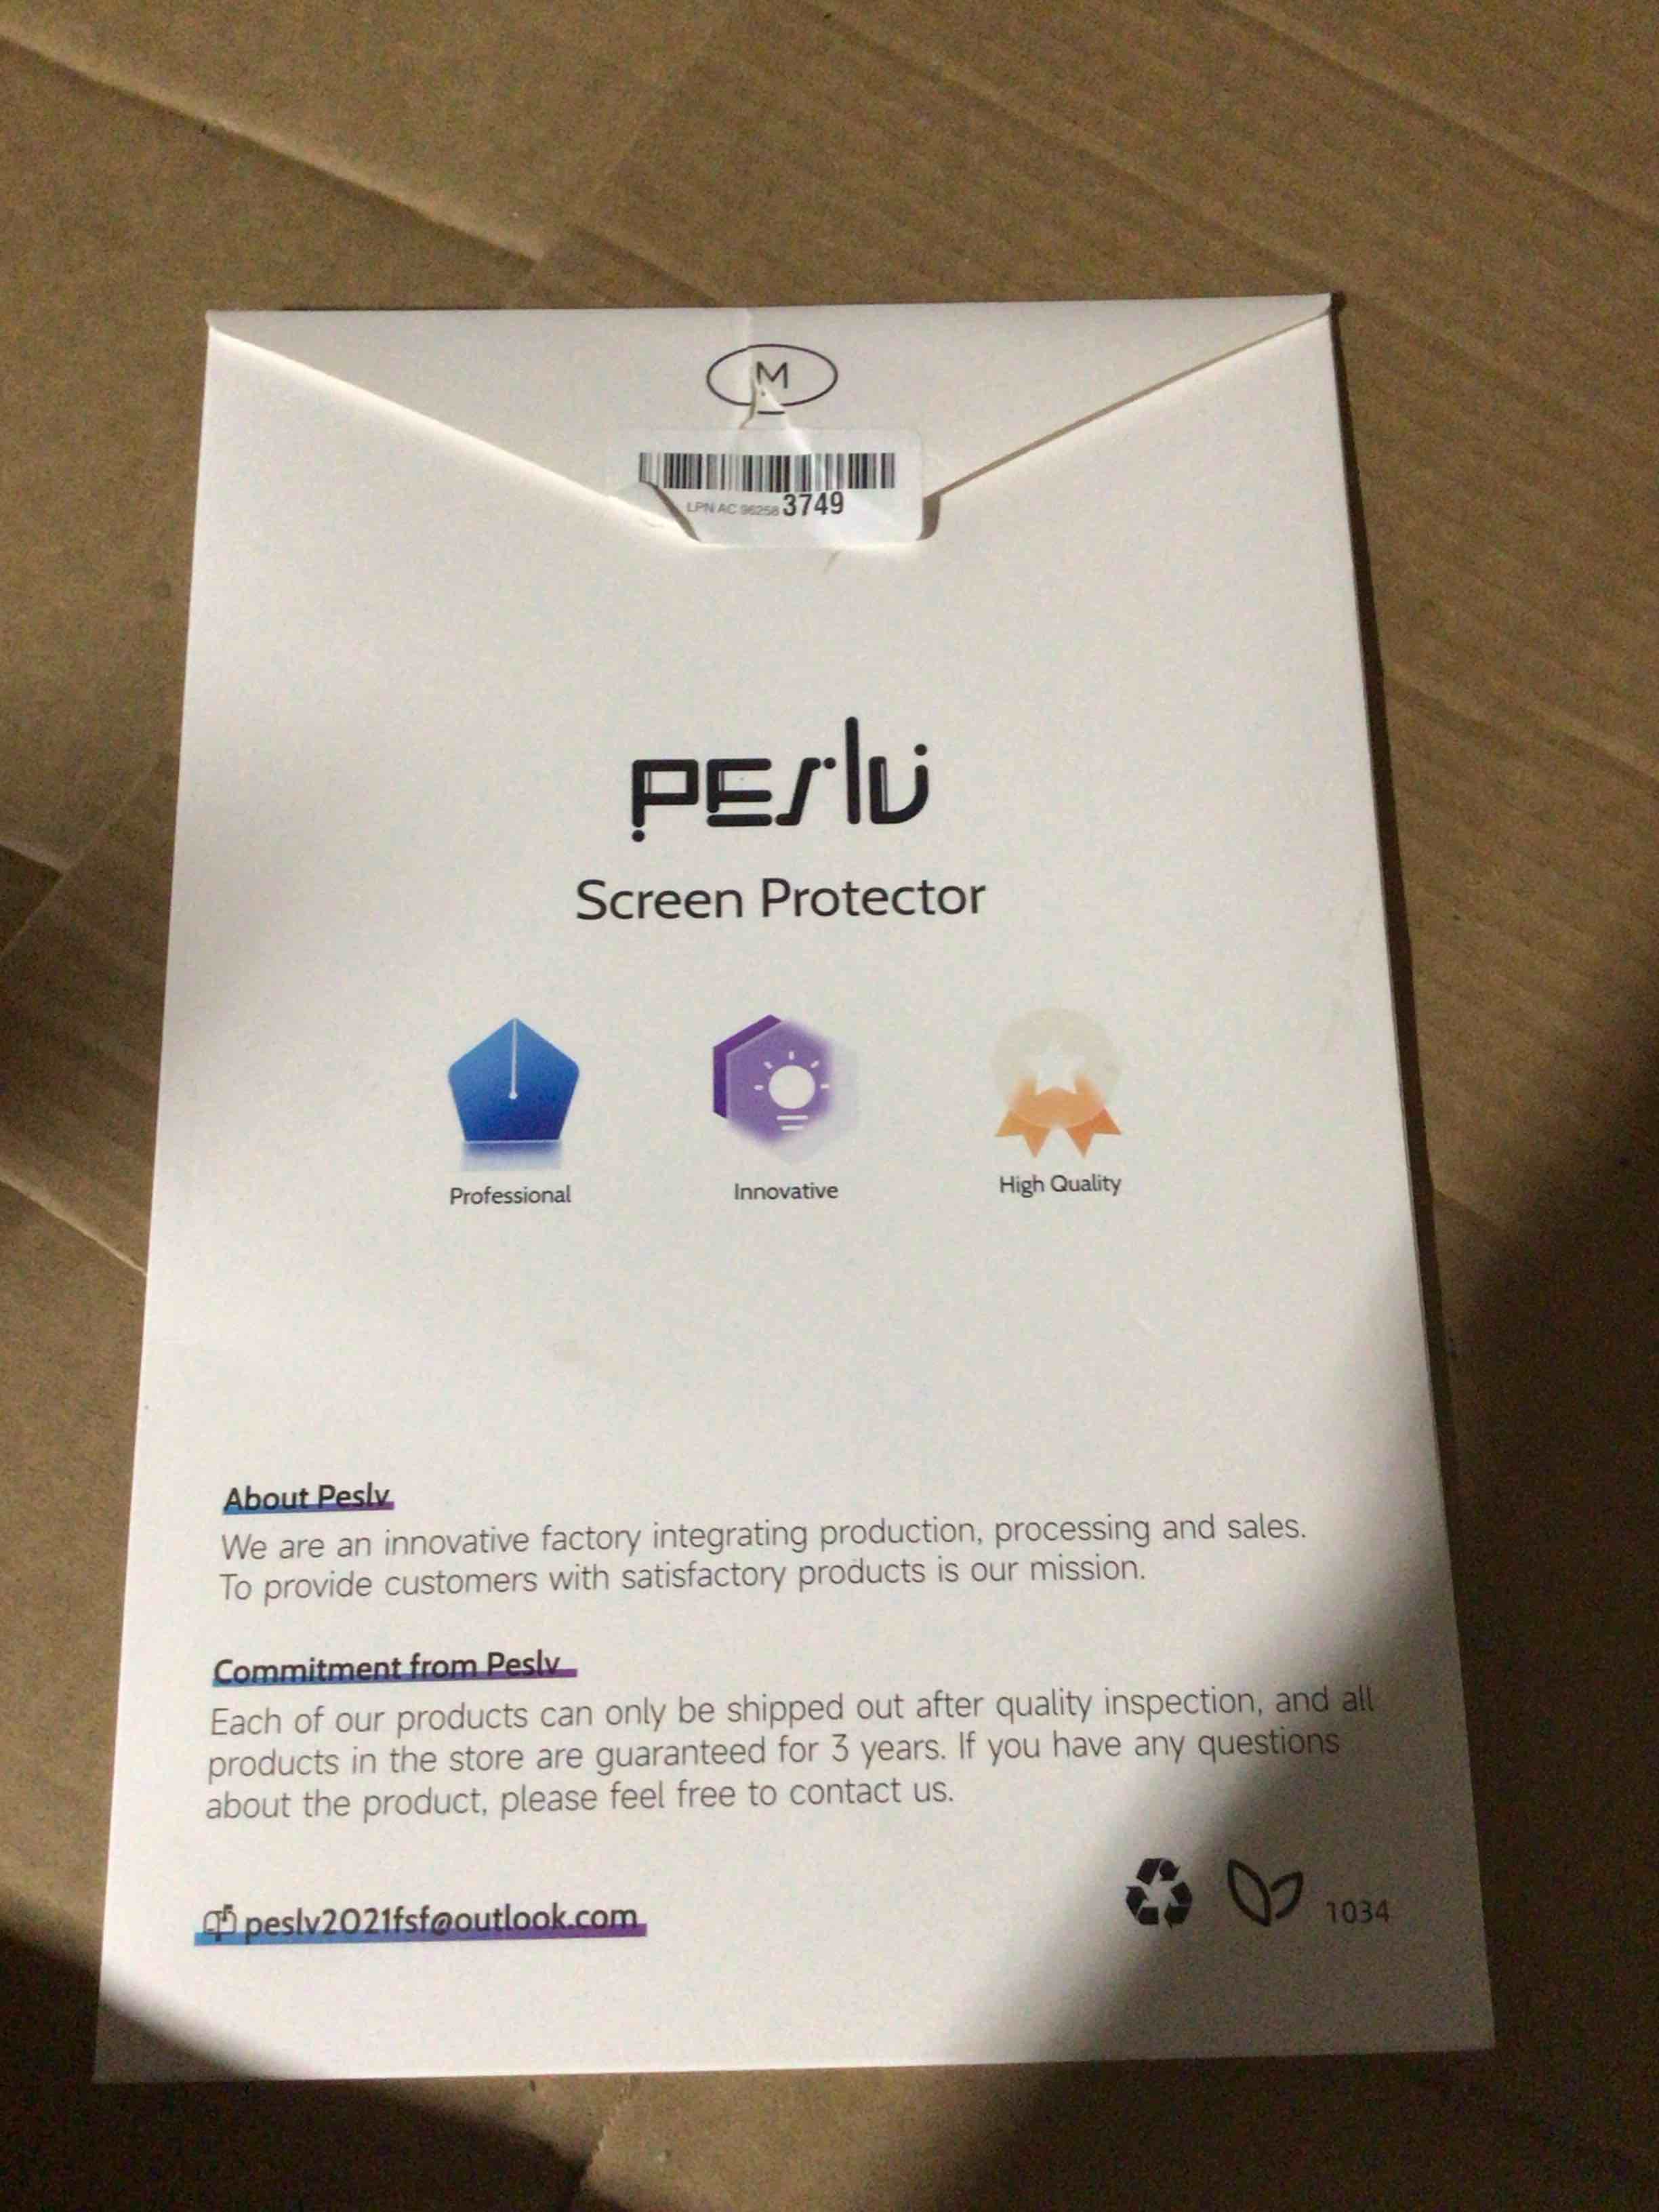 M
LPN AC 96258 3749
PESlv
Screen Protector
Professional Innovative High Quality
About Peslv
We are an innovative factory integrating production, processing and sales.
To provide customers with satisfactory products is our mission.
Commitment from Peslv
Each of our products can only be shipped out after quality inspection, and all
products in the store are guaranteed for 3 years. If you have any questions
about the product, please feel free to contact us.
peslv2021fsf@outlook.com
1034